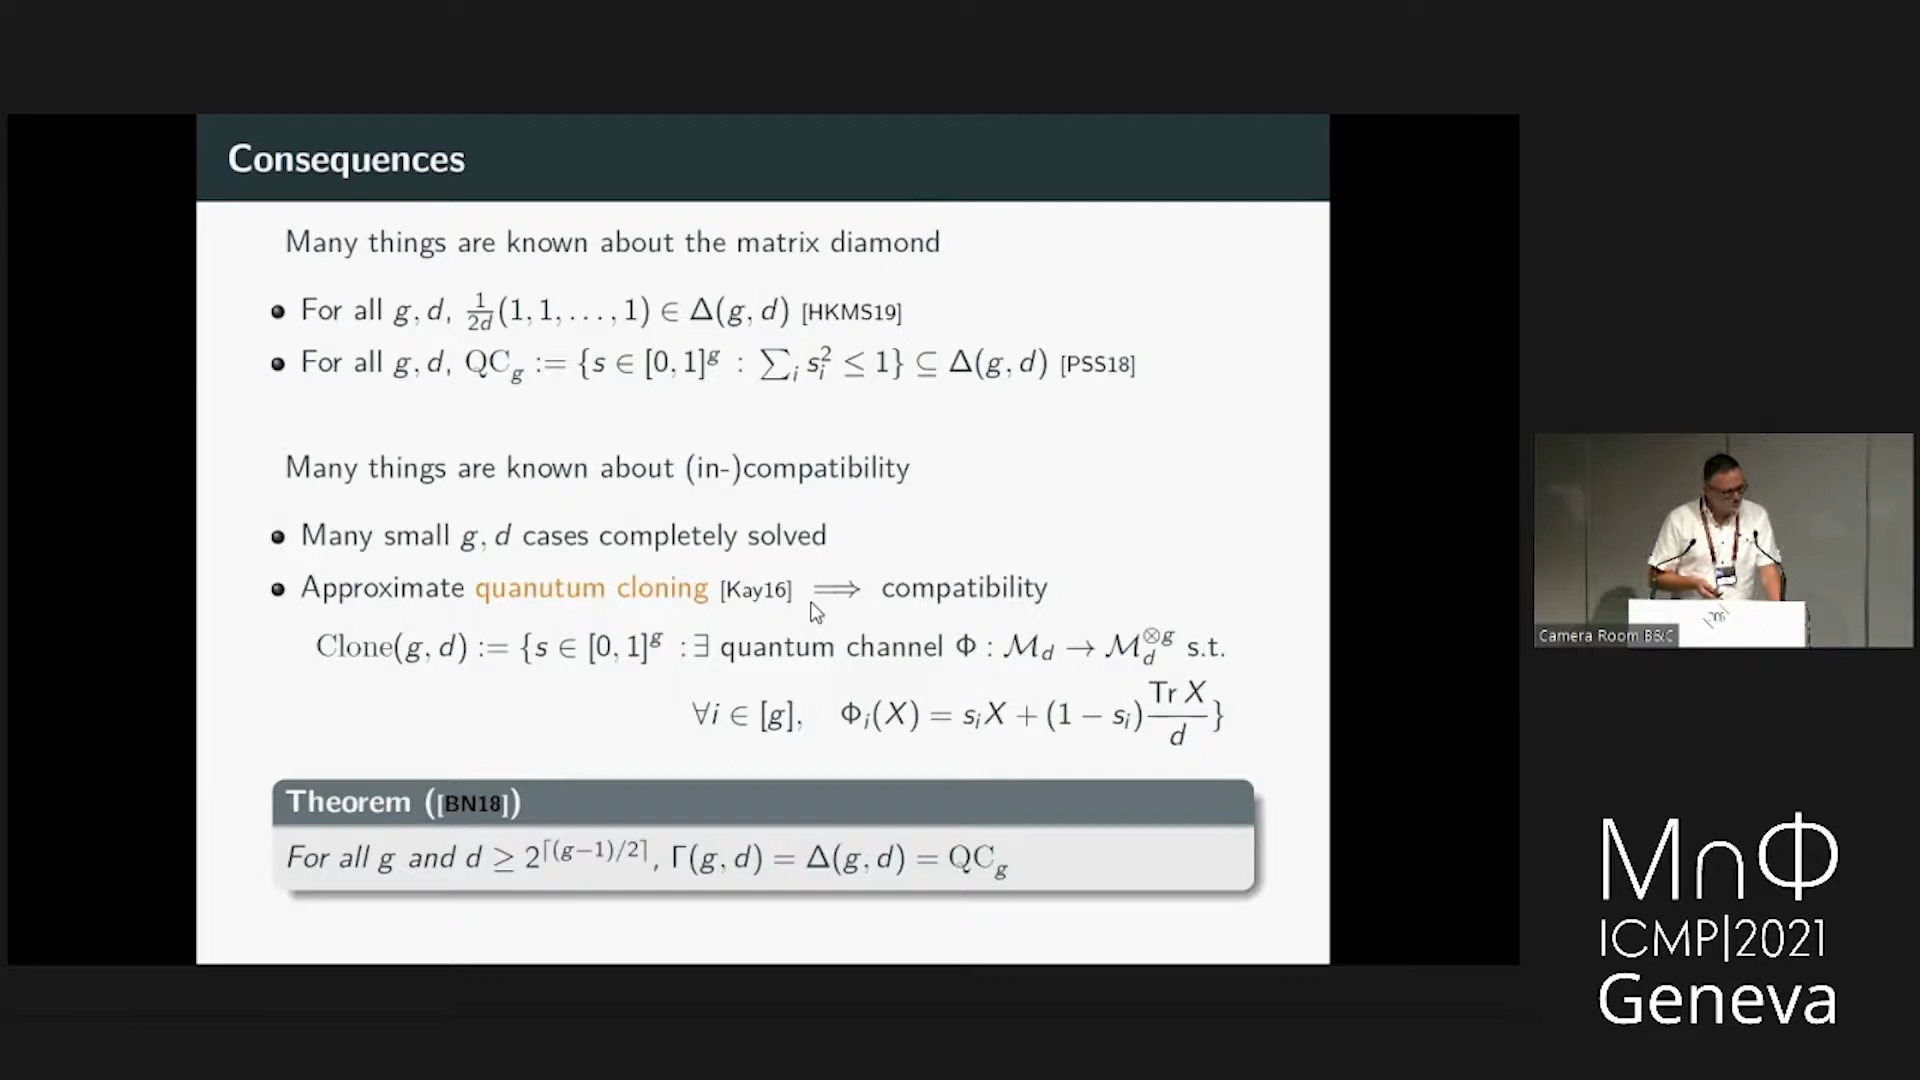 Consequences
Many things are known about the matrix diamond
For all g, d, 1/2d (1, 1, . . . , 1) ∈ Δ(g, d) [HKMS19]
For all g, d, QC_g := {s ∈ [0, 1]^g : ∑_i s_i^2 ≤ 1} ⊆ Δ(g, d) [PSS18]
Many things are known about (in-)compatibility
Many small g, d cases completely solved
Approximate quanutum cloning [Kay16] ⟹ compatibility
Clone(g, d) := {s ∈ [0, 1]^g : ∃ quantum channel Φ : M_d → M_d^{⊗g} s.t.
∀i ∈ [g], Φ_i(X) = s_i X + (1 − s_i) Tr X / d}
Theorem ([BN18])
For all g and d ≥ 2^{⌈(g−1)/2⌉}, Γ(g, d) = Δ(g, d) = QC_g
Camera Room B&C
M∩Φ
ICMP|2021
Geneva